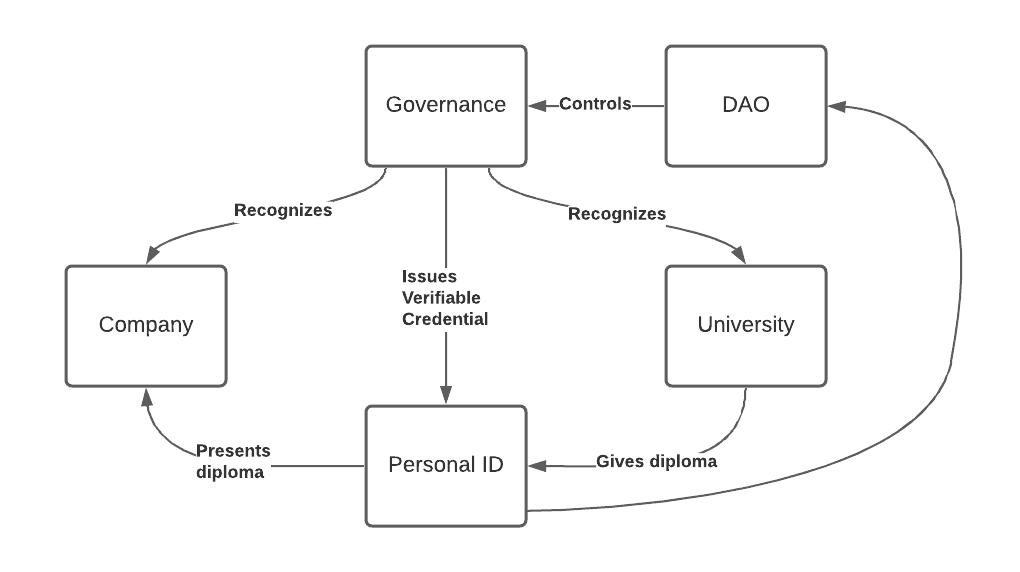 Governance
Controls
DAO
Recognizes
Recognizes
Issues
Verifiable
Credential
Company
University
Presents
diploma
Personal ID
Gives diploma